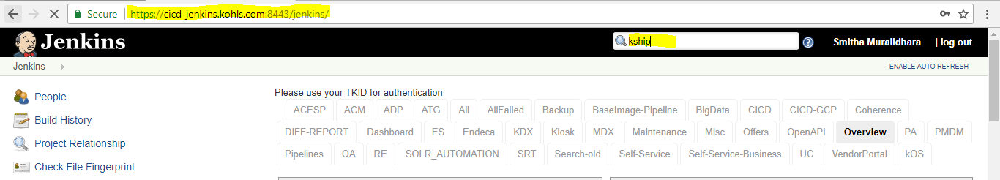 Secure https://cicd-jenkins.kohls.com:8443/jenkins/
Jenkins kship Smitha Muralidhara | log out
Jenkins ENABLE AUTO REFRESH
People
Build History
Project Relationship
Check File Fingerprint
Please use your TKID for authentication
ACESP ACM ADP ATG All AllFailed Backup BaseImage-Pipeline BigData CICD CICD-GCP Coherence
DIFF-REPORT Dashboard ES Endeca KDX Kiosk MDX Maintenance Misc Offers OpenAPI Overview PA PMDM
Pipelines QA RE SOLR_AUTOMATION SRT Search-old Self-Service Self-Service-Business UC VendorPortal kOS